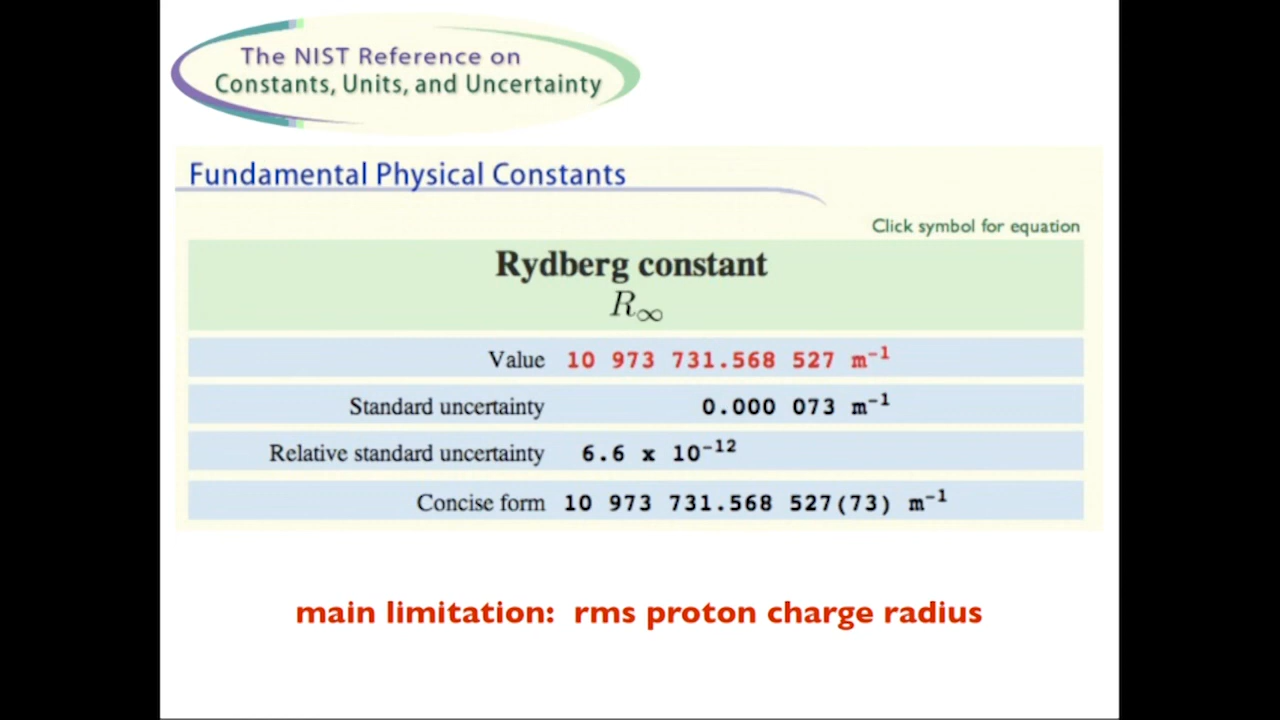 The NIST Reference on
Constants, Units, and Uncertainty
Fundamental Physical Constants
Click symbol for equation
Rydberg constant
R∞
Value 10 973 731.568 527 m⁻¹
Standard uncertainty 0.000 073 m⁻¹
Relative standard uncertainty 6.6 x 10⁻¹²
Concise form 10 973 731.568 527(73) m⁻¹
main limitation: rms proton charge radius